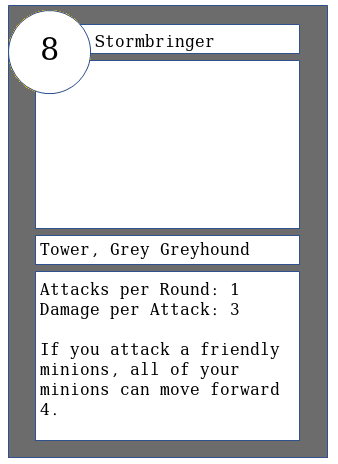 8
Stormbringer
Tower, Grey Greyhound
Attacks per Round: 1
Damage per Attack: 3
If you attack a friendly
minions, all of your
minions can move forward
4.